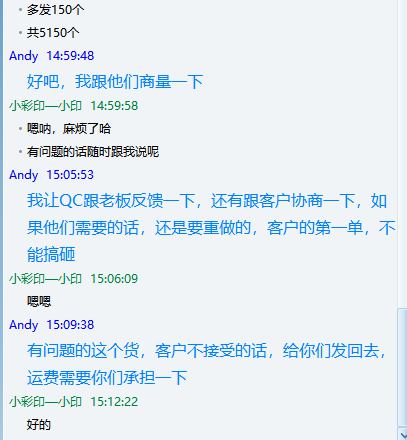 • 多发150个
• 共5150个
Andy 14:59:48
好吧，我跟他们商量一下
小彩印—小印 14:59:58
• 嗯呐，麻烦了哈
• 有问题的话随时跟我说呢
Andy 15:05:53
我让QC跟老板反馈一下，还有跟客户协商一下，如
果他们需要的话，还是要重做的，客户的第一单，不
能搞砸
小彩印—小印 15:06:09
嗯嗯
Andy 15:09:38
有问题的这个货，客户不接受的话，给你们发回去，
运费需要你们承担一下
小彩印—小印 15:12:22
好的